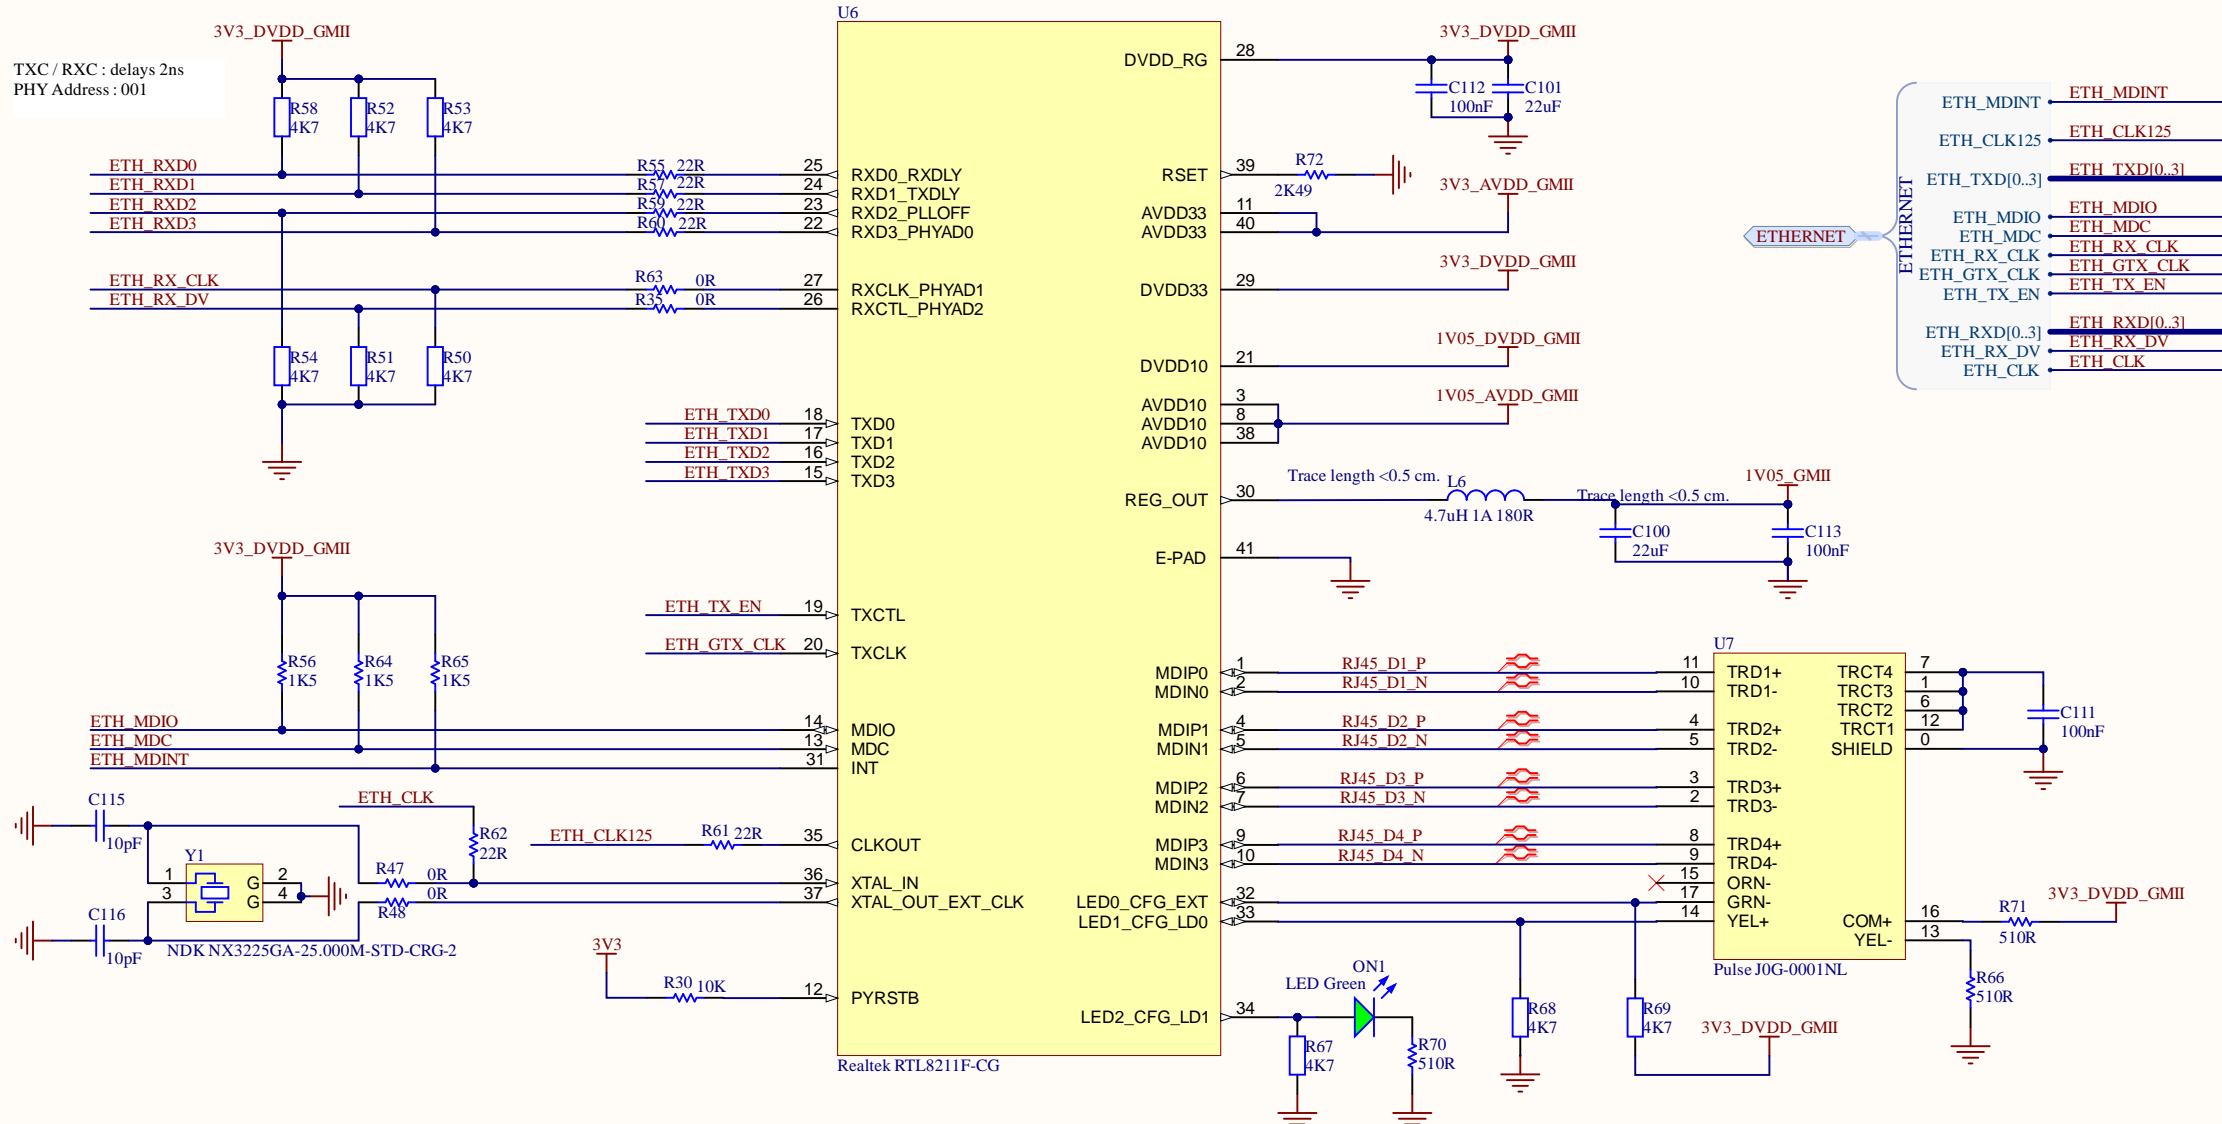 U6
3V3_DVDD_GMII
TXC / RXC : delays 2ns
PHY Address : 001
R58
4K7
R52
4K7
R53
4K7
ETH_RXD0
ETH_RXD1
ETH_RXD2
ETH_RXD3
R55 22R
R57 22R
R59 22R
R60 22R
25 RXD0_RXDLY
24 RXD1_TXDLY
23 RXD2_PLLOFF
22 RXD3_PHYAD0
ETH_RX_CLK
ETH_RX_DV
R63 0R
R35 0R
27 RXCLK_PHYAD1
26 RXCTL_PHYAD2
R54
4K7
R51
4K7
R50
4K7
ETH_TXD0 18 TXD0
ETH_TXD1 17 TXD1
ETH_TXD2 16 TXD2
ETH_TXD3 15 TXD3
3V3_DVDD_GMII
ETH_TX_EN 19 TXCTL
ETH_GTX_CLK 20 TXCLK
R56
1K5
R64
1K5
R65
1K5
ETH_MDIO 14 MDIO
ETH_MDC 13 MDC
ETH_MDINT 31 INT
C115
10pF
ETH_CLK
R62
22R
ETH_CLK125 R61 22R 35 CLKOUT
Y1
1 G 2
3 G 4
R47 0R
R48 0R
36 XTAL_IN
37 XTAL_OUT_EXT_CLK
C116
10pF
NDK NX3225GA-25.000M-STD-CRG-2
3V3
R30 10K 12 PYRSTB
Realtek RTL8211F-CG
DVDD_RG 28
3V3_DVDD_GMII
C112
100nF
C101
22uF
RSET 39
R72
2K49
3V3_AVDD_GMII
AVDD33 11
AVDD33 40
3V3_DVDD_GMII
DVDD33 29
1V05_DVDD_GMII
DVDD10 21
1V05_AVDD_GMII
AVDD10 3
AVDD10 8
AVDD10 38
REG_OUT 30
Trace length <0.5 cm.
L6
4.7uH 1A 180R
Trace length <0.5 cm.
1V05_GMII
C100
22uF
C113
100nF
E-PAD 41
MDIP0 1 RJ45_D1_P
MDIN0 2 RJ45_D1_N
MDIP1 4 RJ45_D2_P
MDIN1 5 RJ45_D2_N
MDIP2 6 RJ45_D3_P
MDIN2 7 RJ45_D3_N
MDIP3 9 RJ45_D4_P
MDIN3 10 RJ45_D4_N
LED0_CFG_EXT 32
LED1_CFG_LD0 33
LED2_CFG_LD1 34
ON1
LED Green
R67
4K7
R70
510R
R68
4K7
R69
4K7
3V3_DVDD_GMII
U7
11 TRD1+
10 TRD1-
4 TRD2+
5 TRD2-
3 TRD3+
2 TRD3-
8 TRD4+
9 TRD4-
15 ORN-
17 GRN-
14 YEL+
TRCT4 7
TRCT3 1
TRCT2 6
TRCT1 12
SHIELD 0
C111
100nF
COM+ 16
YEL- 13
R71
510R
3V3_DVDD_GMII
R66
510R
Pulse J0G-0001NL
ETHERNET
ETHERNET
ETH_MDINT ETH_MDINT
ETH_CLK125 ETH_CLK125
ETH_TXD[0..3] ETH_TXD[0..3]
ETH_MDIO ETH_MDIO
ETH_MDC ETH_MDC
ETH_RX_CLK ETH_RX_CLK
ETH_GTX_CLK ETH_GTX_CLK
ETH_TX_EN ETH_TX_EN
ETH_RXD[0..3] ETH_RXD[0..3]
ETH_RX_DV ETH_RX_DV
ETH_CLK ETH_CLK